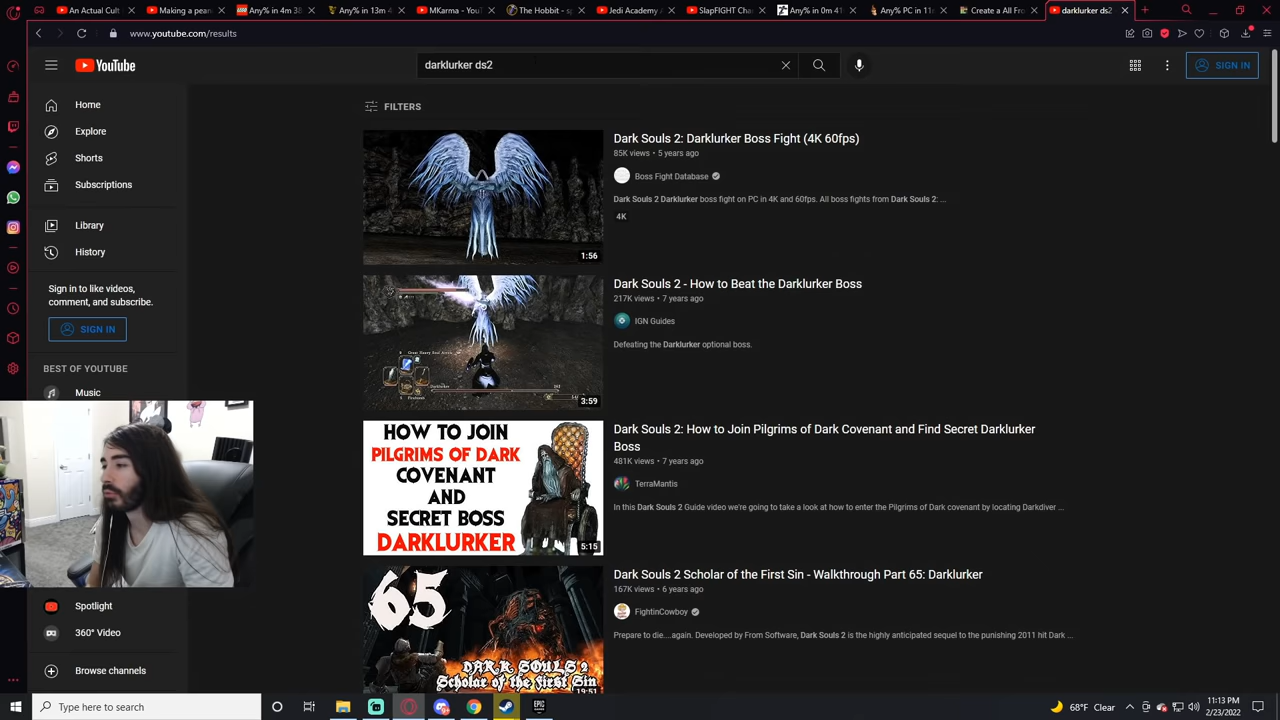 An Actual Cult
Making a pean
Any% in 4m 38
Any% in 13m 4
MKarma - You
The Hobbit - sp
Jedi Academy
SlapFIGHT Char
Any% in 0m 41
Any% PC in 11
Create a All Fro
darklurker ds2
www.youtube.com/results
YouTube
darklurker ds2
SIGN IN
Home
Explore
Shorts
Subscriptions
Library
History
Sign in to like videos,
comment, and subscribe.
SIGN IN
BEST OF YOUTUBE
Music
Spotlight
360° Video
Browse channels
FILTERS
1:56
Dark Souls 2: Darklurker Boss Fight (4K 60fps)
85K views • 5 years ago
Boss Fight Database
Dark Souls 2 Darklurker boss fight on PC in 4K and 60fps. All boss fights from Dark Souls 2: ...
4K
3:59
Dark Souls 2 - How to Beat the Darklurker Boss
217K views • 7 years ago
IGN Guides
Defeating the Darklurker optional boss.
HOW TO JOIN
PILGRIMS OF DARK
COVENANT
AND
SECRET BOSS
DARKLURKER
5:15
Dark Souls 2: How to Join Pilgrims of Dark Covenant and Find Secret Darklurker
Boss
481K views • 7 years ago
TerraMantis
In this Dark Souls 2 Guide video we're going to take a look at how to enter the Pilgrims of Dark covenant by locating Darkdiver ...
65
DARK SOULS 2
Scholar of the First Sin
19:51
Dark Souls 2 Scholar of the First Sin - Walkthrough Part 65: Darklurker
167K views • 6 years ago
FightinCowboy
Prepare to die....again. Developed by From Software, Dark Souls 2 is the highly anticipated sequel to the punishing 2011 hit Dark ...
Type here to search
68°F Clear
11:13 PM
2/23/2022